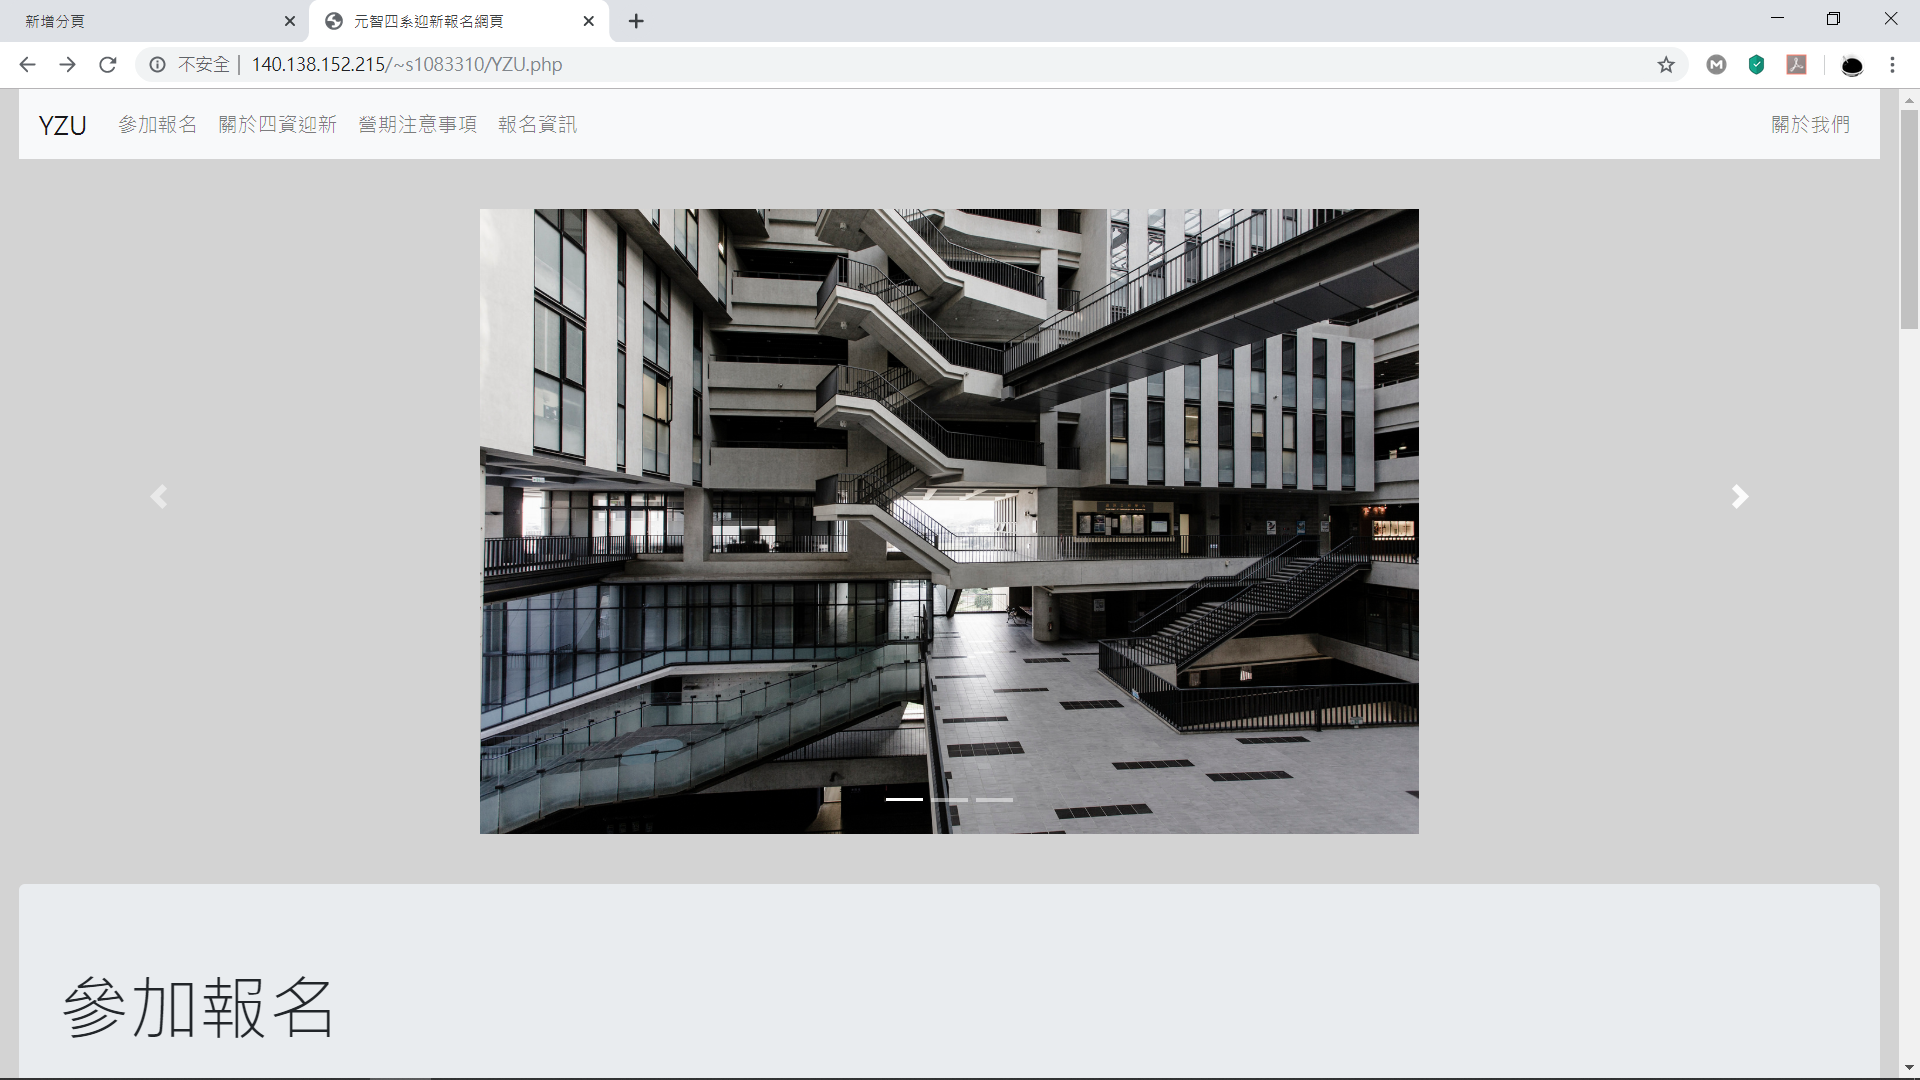 新增分頁
元智四系迎新報名網頁
不安全 | 140.138.152.215/~s1083310/YZU.php
YZU 參加報名 關於四資迎新 營期注意事項 報名資訊 關於我們
參加報名